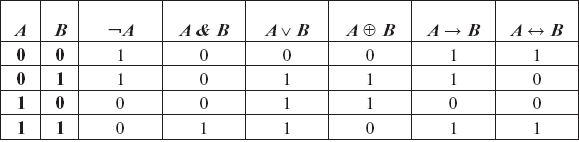 A B ¬A A & B A ∨ B A ⊕ B A → B A ↔ B
0 0 1 0 0 0 1 1
0 1 1 0 1 1 1 0
1 0 0 0 1 1 0 0
1 1 0 1 1 0 1 1